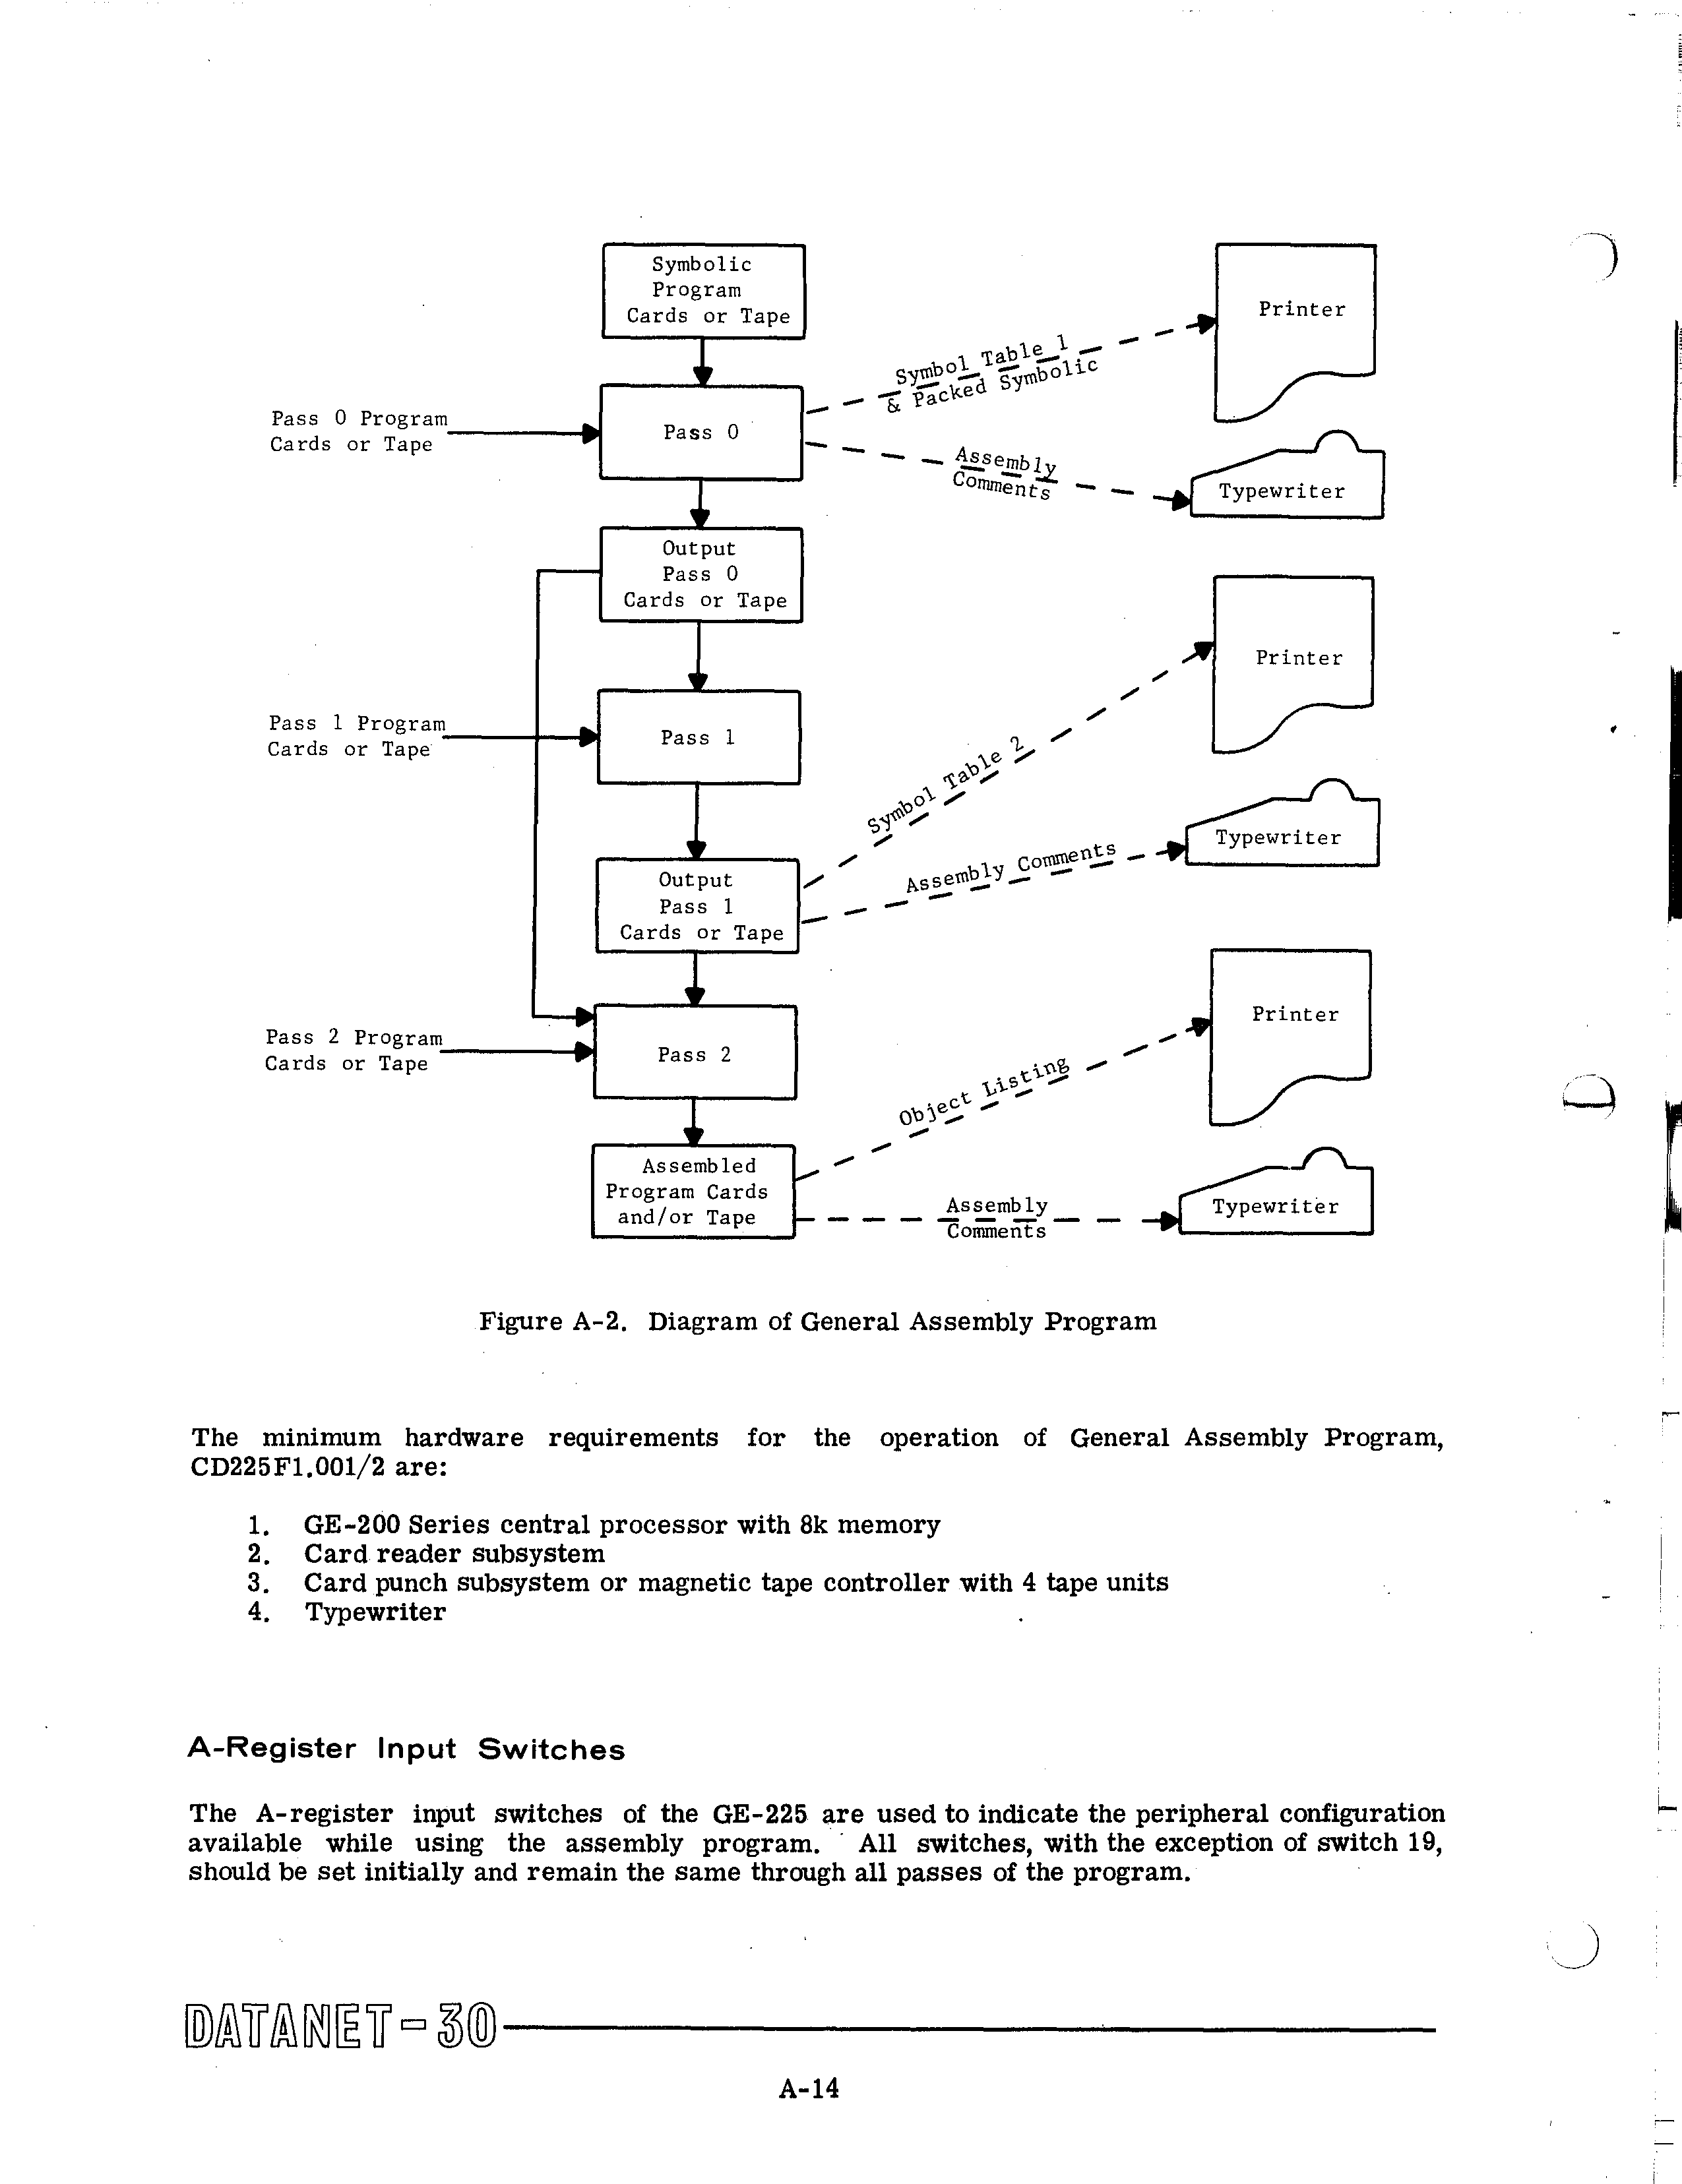 Symbolic
Program
Cards or Tape
Printer
Symbol Table 1
& Packed Symbolic
Pass 0 Program
Cards or Tape
Pass 0
Assembly
Comments
Typewriter
Output
Pass 0
Cards or Tape
Printer
Pass 1 Program
Cards or Tape
Pass 1
Symbol Table 2
Typewriter
Assembly Comments
Output
Pass 1
Cards or Tape
Printer
Pass 2 Program
Cards or Tape
Pass 2
Object Listing
Assembled
Program Cards
and/or Tape
Assembly
Comments
Typewriter
Figure A-2. Diagram of General Assembly Program
The minimum hardware requirements for the operation of General Assembly Program,
CD225F1.001/2 are:
1. GE-200 Series central processor with 8k memory
2. Card reader subsystem
3. Card punch subsystem or magnetic tape controller with 4 tape units
4. Typewriter
A-Register Input Switches
The A-register input switches of the GE-225 are used to indicate the peripheral configuration
available while using the assembly program. All switches, with the exception of switch 19,
should be set initially and remain the same through all passes of the program.
DATANET-30
A-14